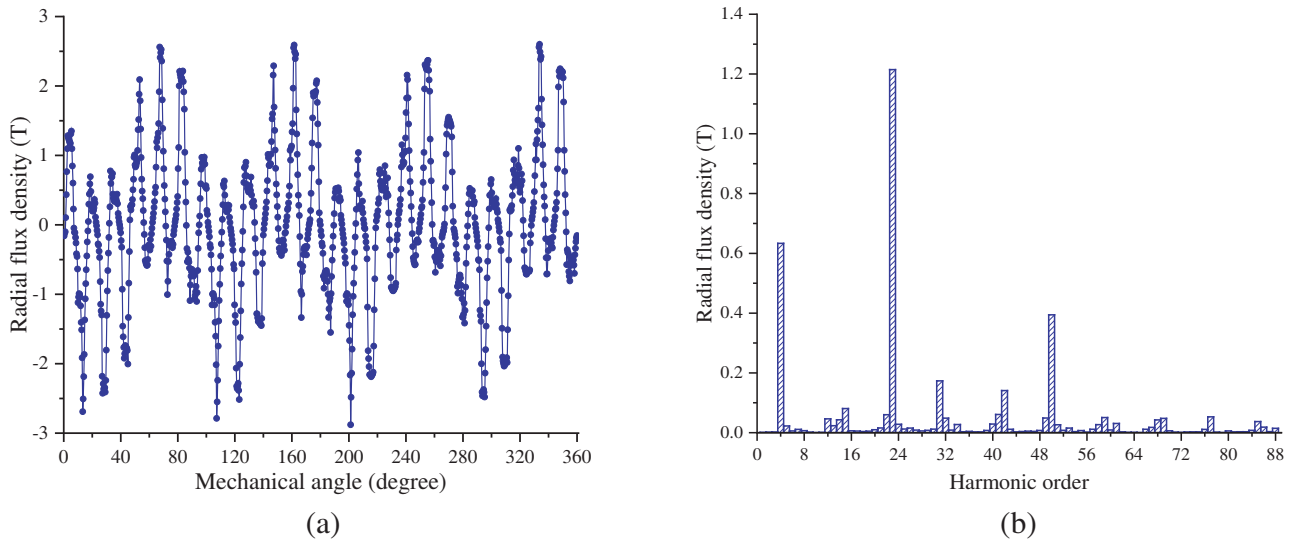 3
2
1
0
-1
-2
-3
Radial flux density (T)
0 40 80 120 160 200 240 280 320 360
Mechanical angle (degree)
(a)
1.4
1.2
1.0
0.8
0.6
0.4
0.2
0.0
Radial flux density (T)
0 8 16 24 32 40 48 56 64 72 80 88
Harmonic order
(b)